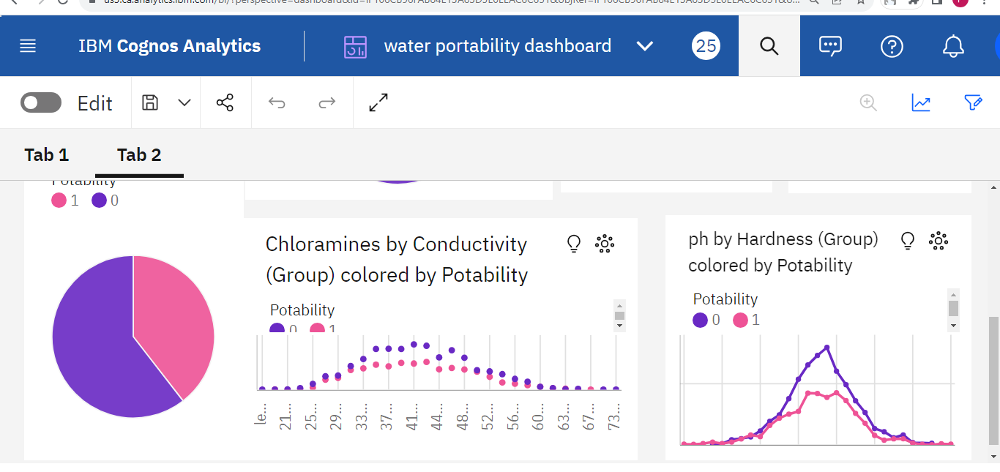 IBM Cognos Analytics
water portability dashboard
25
Edit
Tab 1
Tab 2
Potability
1
0
Chloramines by Conductivity
(Group) colored by Potability
Potability
0
1
le...
21...
25...
29...
33...
37...
41...
44...
48...
52...
56...
60...
63...
67...
73...
ph by Hardness (Group)
colored by Potability
Potability
0
1